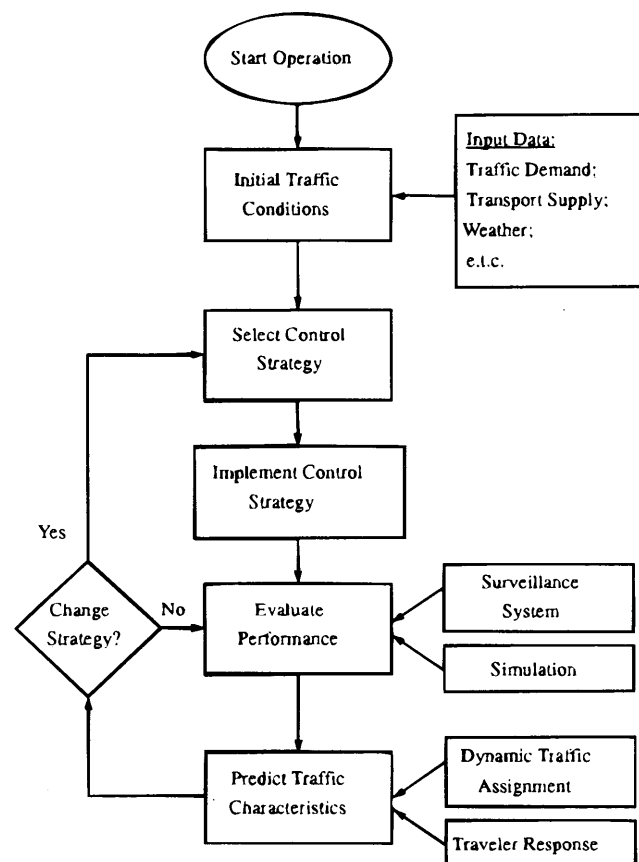 Start Operation
Initial Traffic
Conditions
Input Data:
Traffic Demand;
Transport Supply;
Weather;
e.t.c.
Select Control
Strategy
Implement Control
Strategy
Yes
Change
Strategy?
No
Evaluate
Performance
Surveillance
System
Simulation
Predict Traffic
Characteristics
Dynamic Traffic
Assignment
Traveler Response